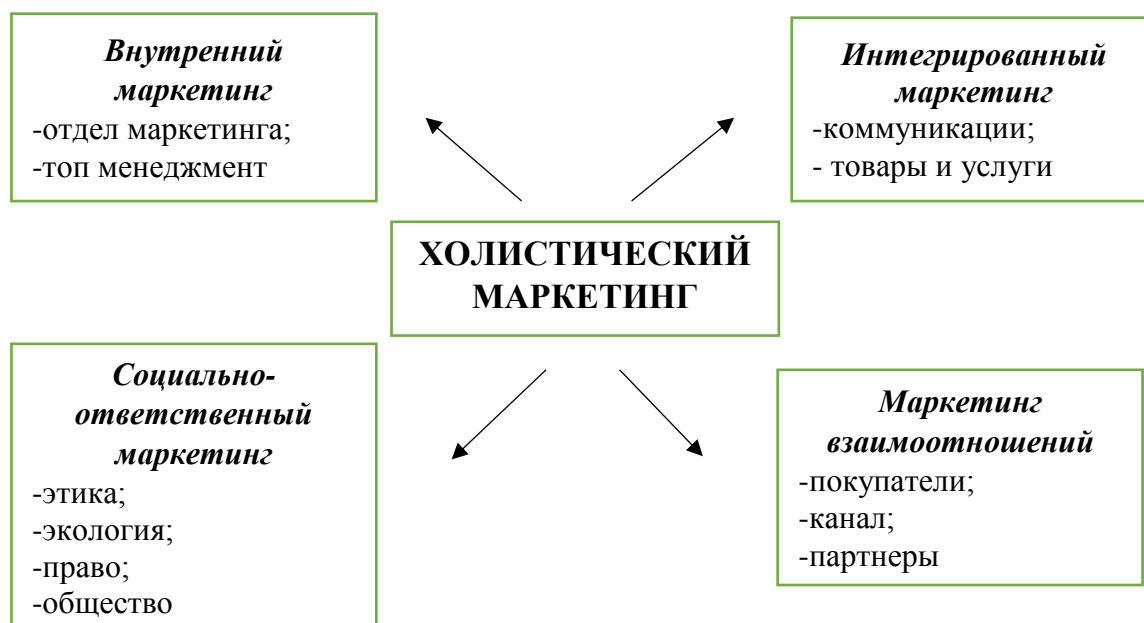 Внутренний
маркетинг
-отдел маркетинга;
-топ менеджмент
Интегрированный
маркетинг
-коммуникации;
- товары и услуги
ХОЛИСТИЧЕСКИЙ
МАРКЕТИНГ
Социально-
ответственный
маркетинг
-этика;
-экология;
-право;
-общество
Маркетинг
взаимоотношений
-покупатели;
-канал;
-партнеры